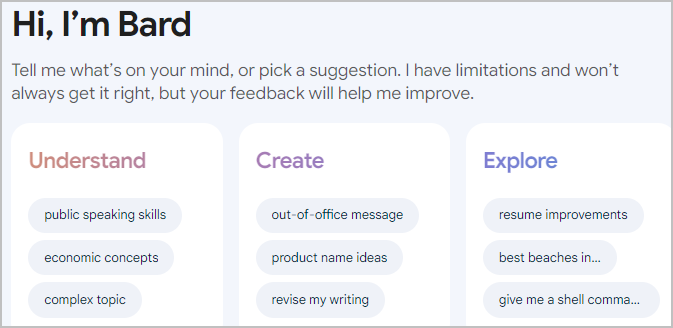 Hi, I’m Bard
Tell me what’s on your mind, or pick a suggestion. I have limitations and won’t
always get it right, but your feedback will help me improve.
Understand
public speaking skills
economic concepts
complex topic
Create
out-of-office message
product name ideas
revise my writing
Explore
resume improvements
best beaches in...
give me a shell comma...